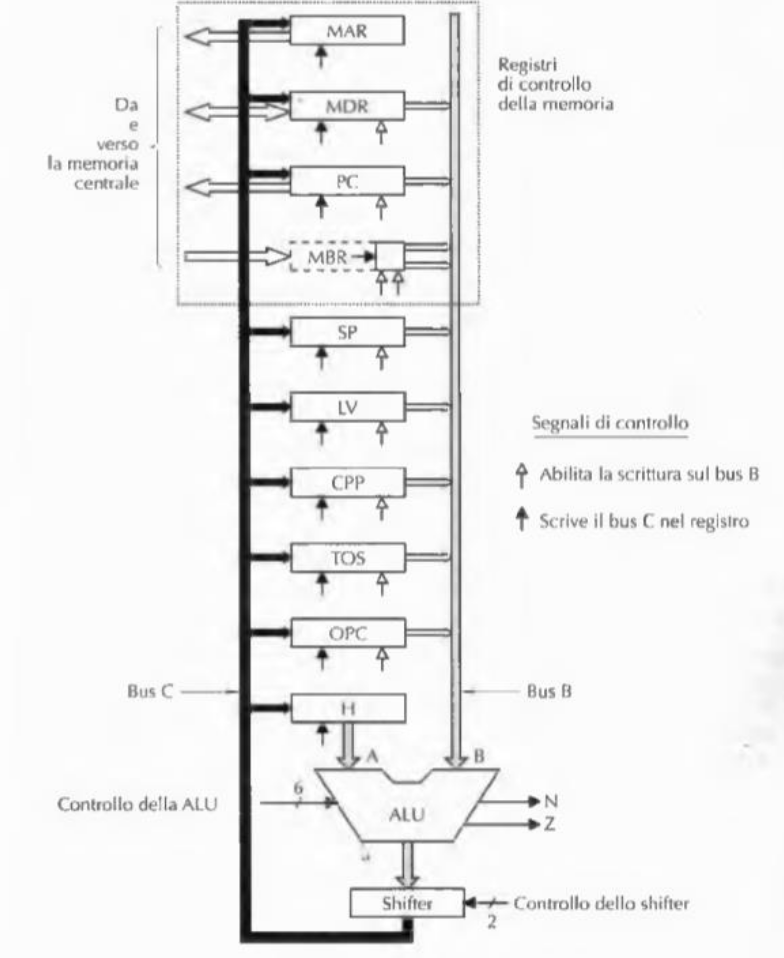 MAR
Registri
di controllo
della memoria
Da
e
verso
la memoria
centrale
MDR
PC
MBR
SP
LV
Segnali di controllo
Abilita la scrittura sul bus B
CPP
Scrive il bus C nel registro
TOS
OPC
Bus C
Bus B
H
A
B
6
Controllo della ALU
ALU
N
Z
Shifter
Controllo dello shifter
2